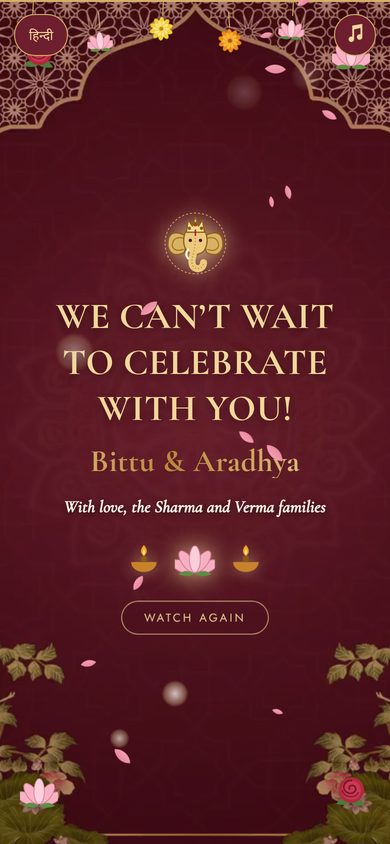 हिन्दी
WE CAN’T WAIT
TO CELEBRATE
WITH YOU!
Bittu & Aradhya
With love, the Sharma and Verma families
WATCH AGAIN